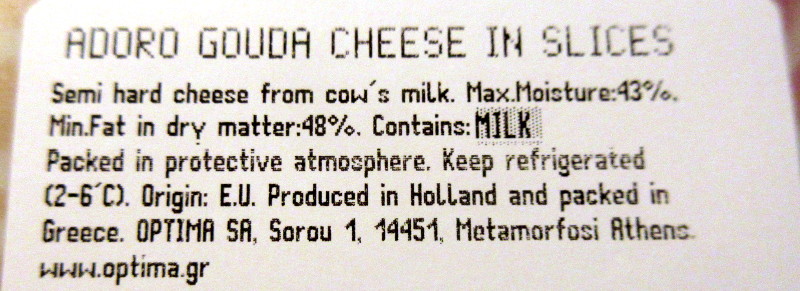 ADORO GOUDA CHEESE IN SLICES
Semi hard cheese from cow´s milk. Max.Moisture:43%.
Min.Fat in dry matter:48%. Contains:MILK
Packed in protective atmosphere. Keep refrigerated
(2-6´C). Origin: E.U. Produced in Holland and packed in
Greece. OPTIMA SA, Sorou 1, 14451, Metamorfosi Athens.
www.optima.gr